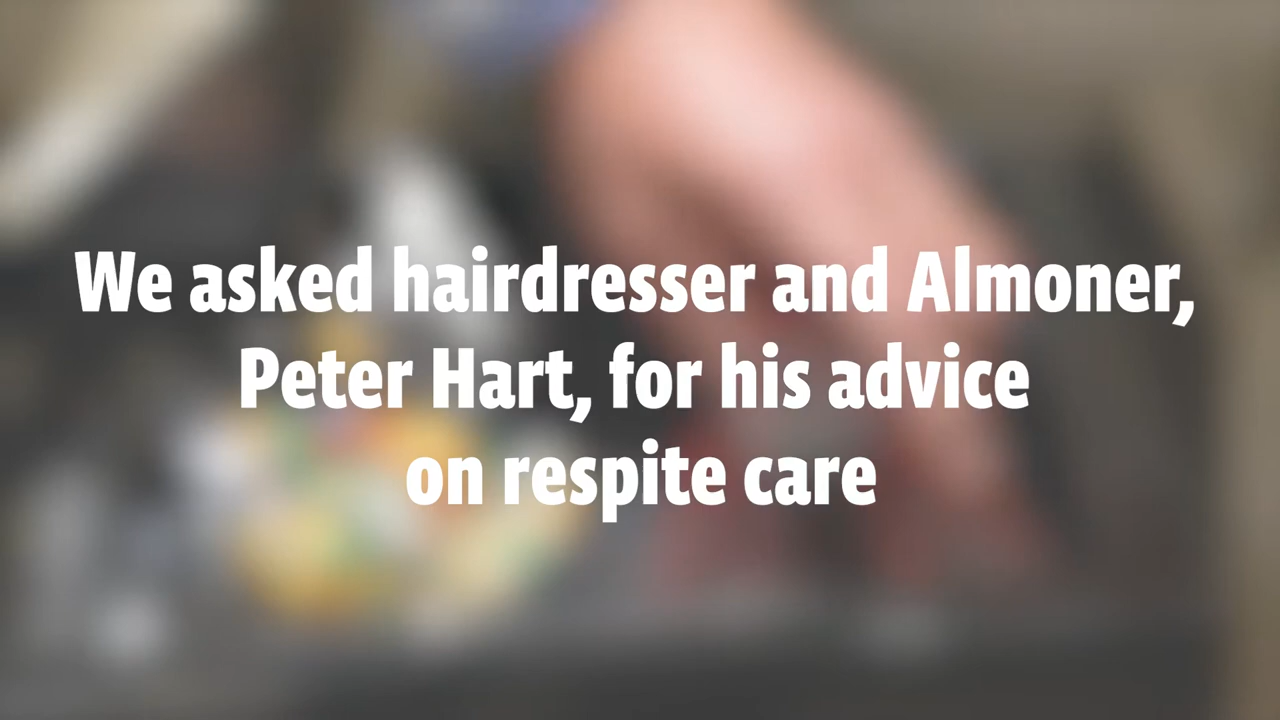 We asked hairdresser and Almoner,
Peter Hart, for his advice
on respite care